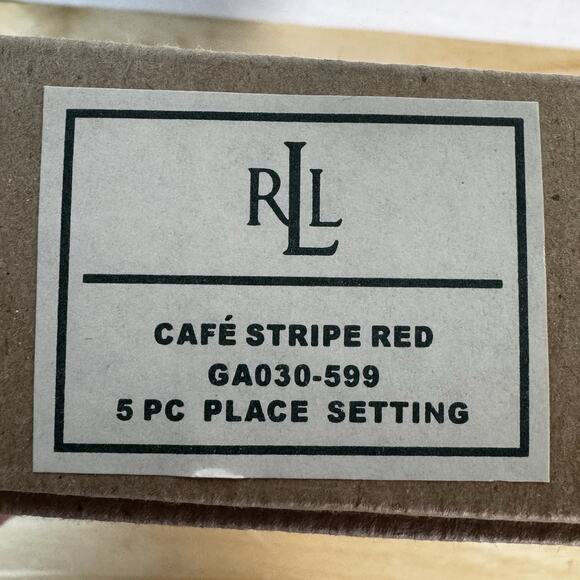 RLL
CAFÉ STRIPE RED
GA030-599
5 PC PLACE SETTING